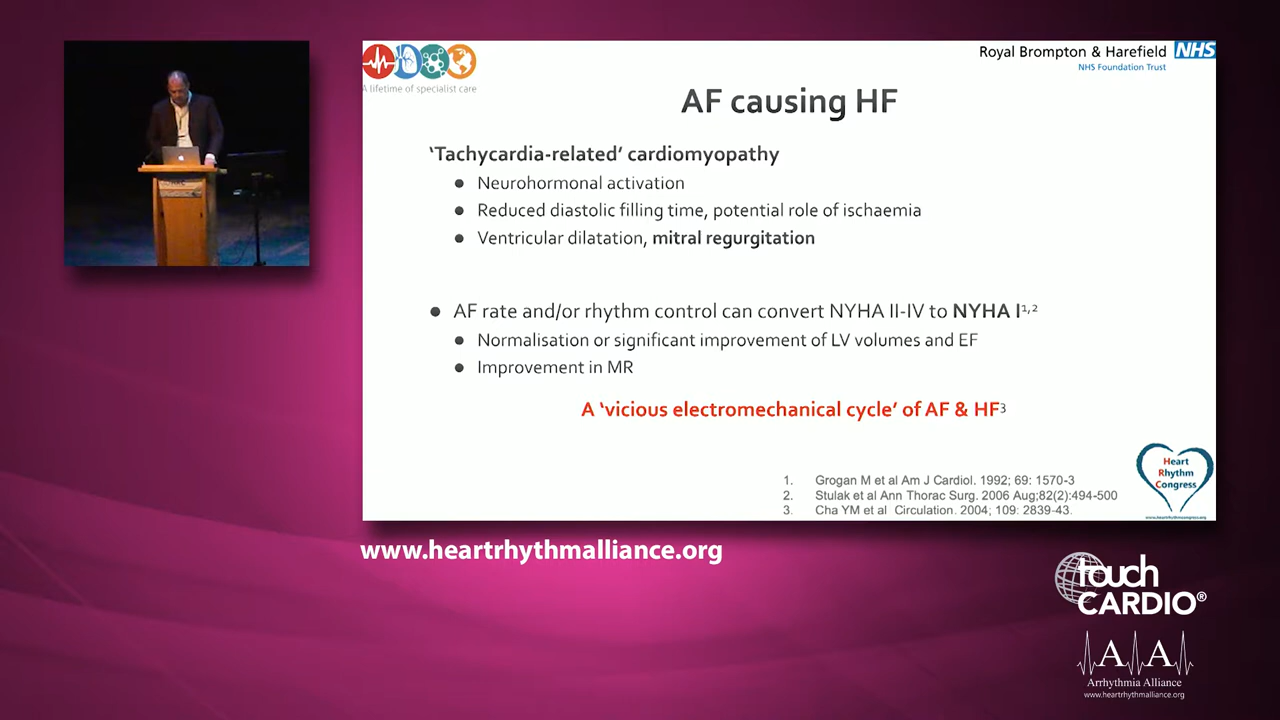 A lifetime of specialist care
Royal Brompton & Harefield NHS
NHS Foundation Trust
AF causing HF
‘Tachycardia-related’ cardiomyopathy
● Neurohormonal activation
● Reduced diastolic filling time, potential role of ischaemia
● Ventricular dilatation, mitral regurgitation
● AF rate and/or rhythm control can convert NYHA II-IV to NYHA I1,2
● Normalisation or significant improvement of LV volumes and EF
● Improvement in MR
A ‘vicious electromechanical cycle’ of AF & HF3
1. Grogan M et al Am J Cardiol. 1992; 69: 1570-3
2. Stulak et al Ann Thorac Surg. 2006 Aug;82(2):494-500
3. Cha YM et al Circulation. 2004; 109: 2839-43.
Heart
Rhythm
Congress
www.heartrhythmcongress.org
www.heartrhythmalliance.org
touch
CARDIO®
A A
Arrhythmia Alliance
www.heartrhythmalliance.org